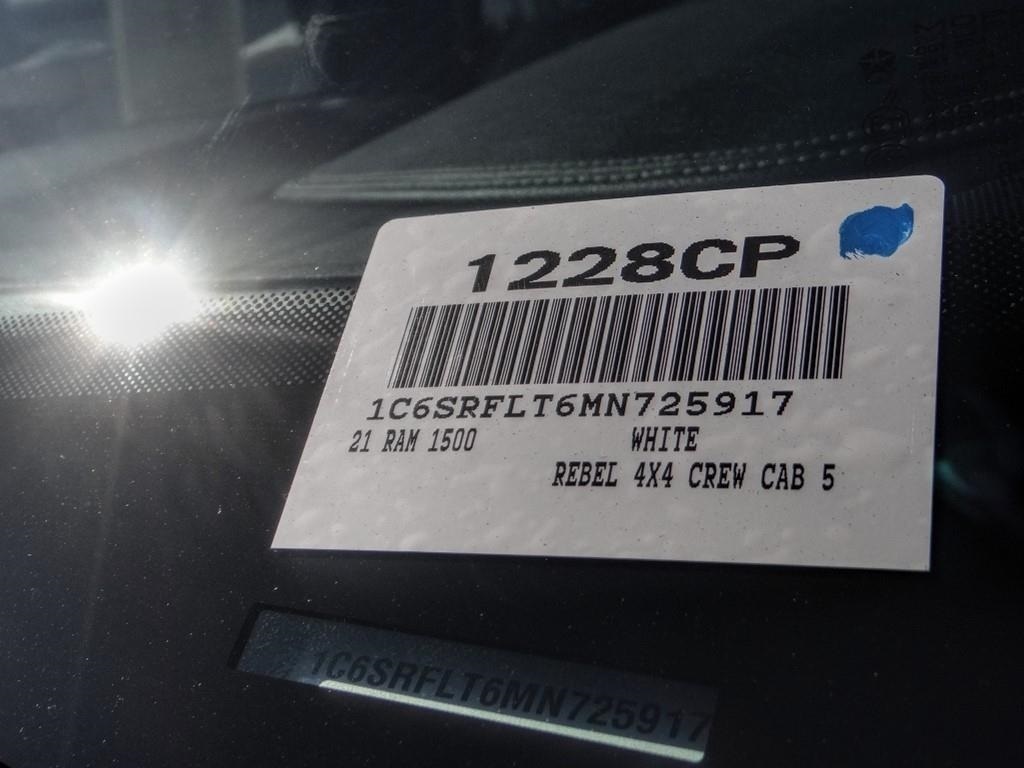 1228CP
1C6SRFLT6MN725917
21 RAM 1500 WHITE
REBEL 4X4 CREW CAB 5
1C6SRFLT6MN725917